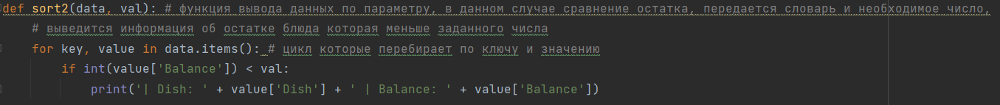 def sort2(data, val): # функция вывода данных по параметру, в данном случае сравнение остатка, передается словарь и необходимое число,
# выведится информация об остатке блюда которая меньше заданного числа
for key, value in data.items(): # цикл которые перебирает по ключу и значению
if int(value['Balance']) < val:
print('| Dish: ' + value['Dish'] + ' | Balance: ' + value['Balance'])